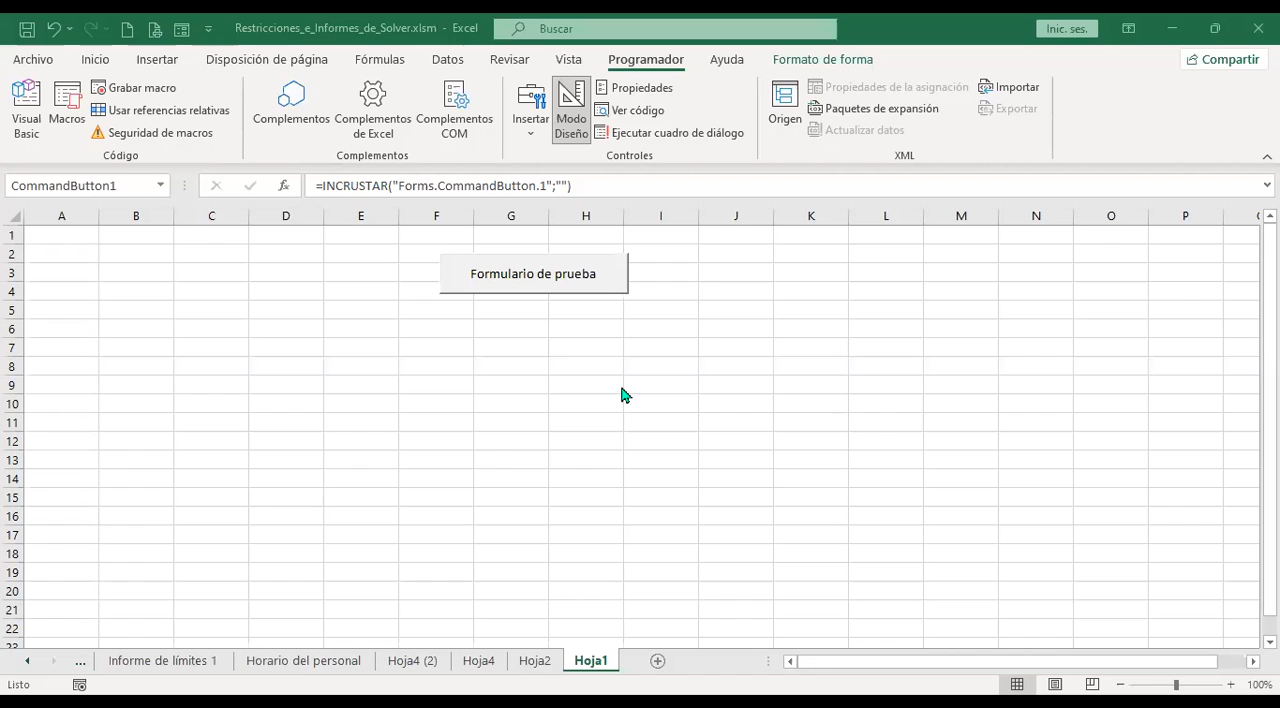 Restricciones_e_Informes_de_Solver.xlsm - Excel
Buscar
Inic. ses.
Archivo Inicio Insertar Disposición de página Fórmulas Datos Revisar Vista Programador Ayuda Formato de forma Compartir
Visual Basic
Macros
Grabar macro
Usar referencias relativas
Seguridad de macros
Código
Complementos
Complementos de Excel
Complementos COM
Complementos
Insertar
Modo Diseño
Propiedades
Ver código
Ejecutar cuadro de diálogo
Controles
Origen
Propiedades de la asignación
Paquetes de expansión
Actualizar datos
Importar
Exportar
XML
CommandButton1
fx
=INCRUSTAR("Forms.CommandButton.1";"")
A B C D E F G H I J K L M N O P
1
2
3
Formulario de prueba
4
5
6
7
8
9
10
11
12
13
14
15
16
17
18
19
20
21
22
23
... Informe de límites 1 Horario del personal Hoja4 (2) Hoja4 Hoja2 Hoja1
Listo
100%